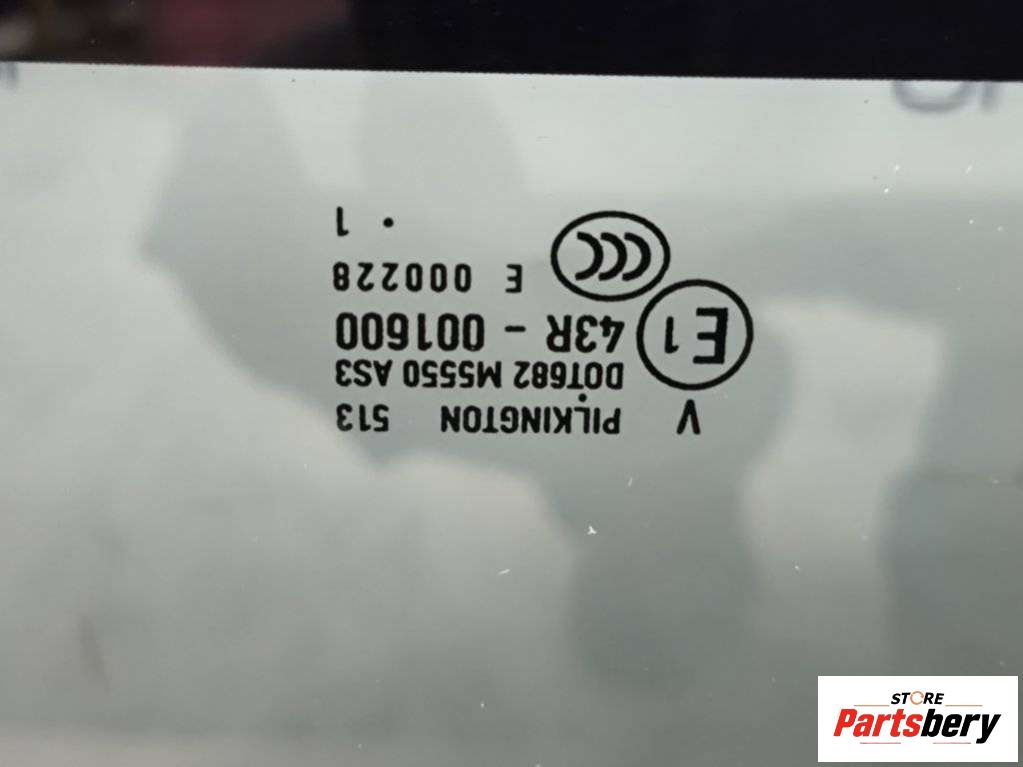 V PILKINGTON 513
DOT682 M5550 AS3
E1 43R - 001600
CCC E 000228
• 1
STORE
Partsbery